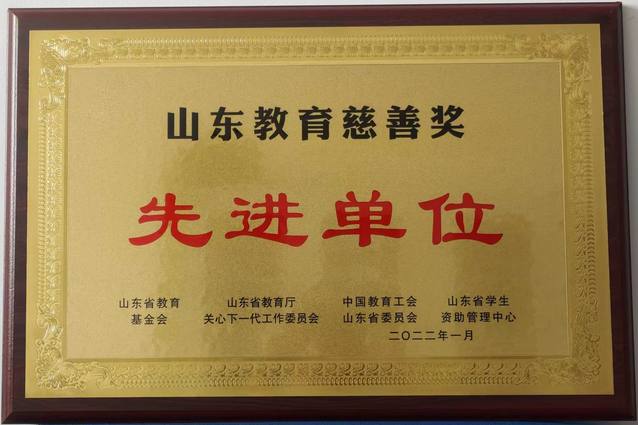 山东教育慈善奖
先进单位
山东省教育 山东省教育厅 中国教育工会 山东省学生
基金会 关心下一代工作委员会 山东省委员会 资助管理中心
二〇二二年一月